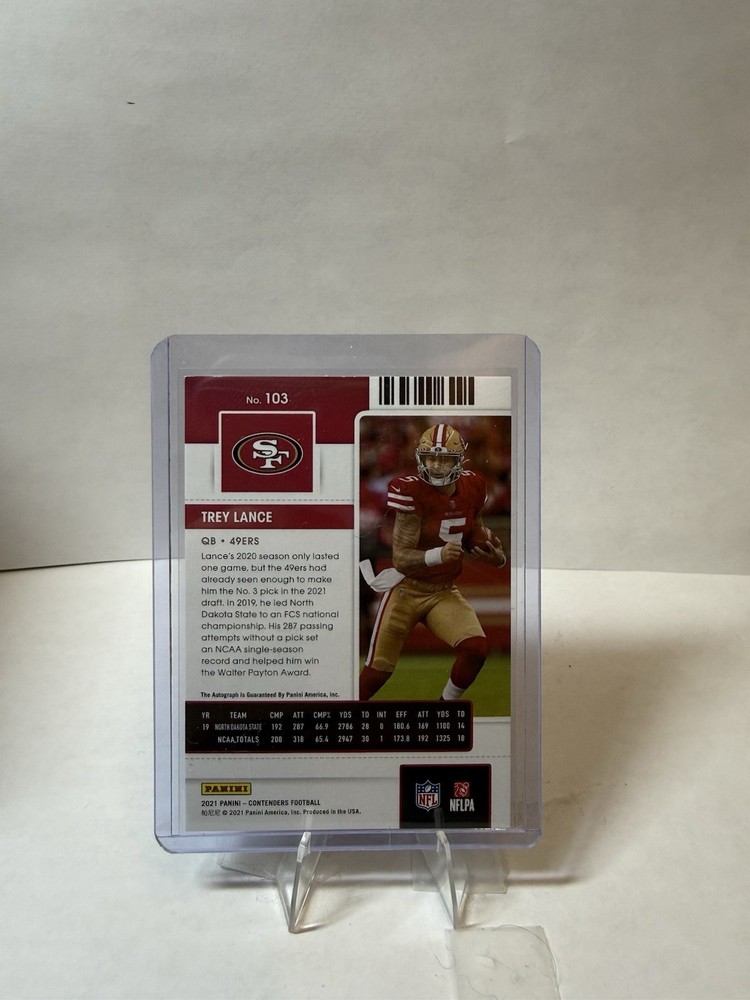 No. 103
SF
5
5
TREY LANCE
QB • 49ERS
Lance's 2020 season only lasted
one game, but the 49ers had
already seen enough to make
him the No. 3 pick in the 2021
draft. In 2019, he led North
Dakota State to an FCS national
championship. His 287 passing
attempts without a pick set
an NCAA single-season
record and helped him win
the Walter Payton Award.
The Autograph is Guaranteed By Panini America, Inc.
YR TEAM CMP ATT CMP% YDS TD INT EFF ATT YDS TD
19 NORTH DAKOTA STATE 192 287 66.9 2786 28 0 180.6 169 1100 14
NCAA TOTALS 208 318 65.4 2947 30 1 173.8 192 1325 18
PANINI
2021 PANINI – CONTENDERS FOOTBALL
帕尼尼 © 2021 Panini America, Inc. Produced in the USA.
NFL
NFLPA